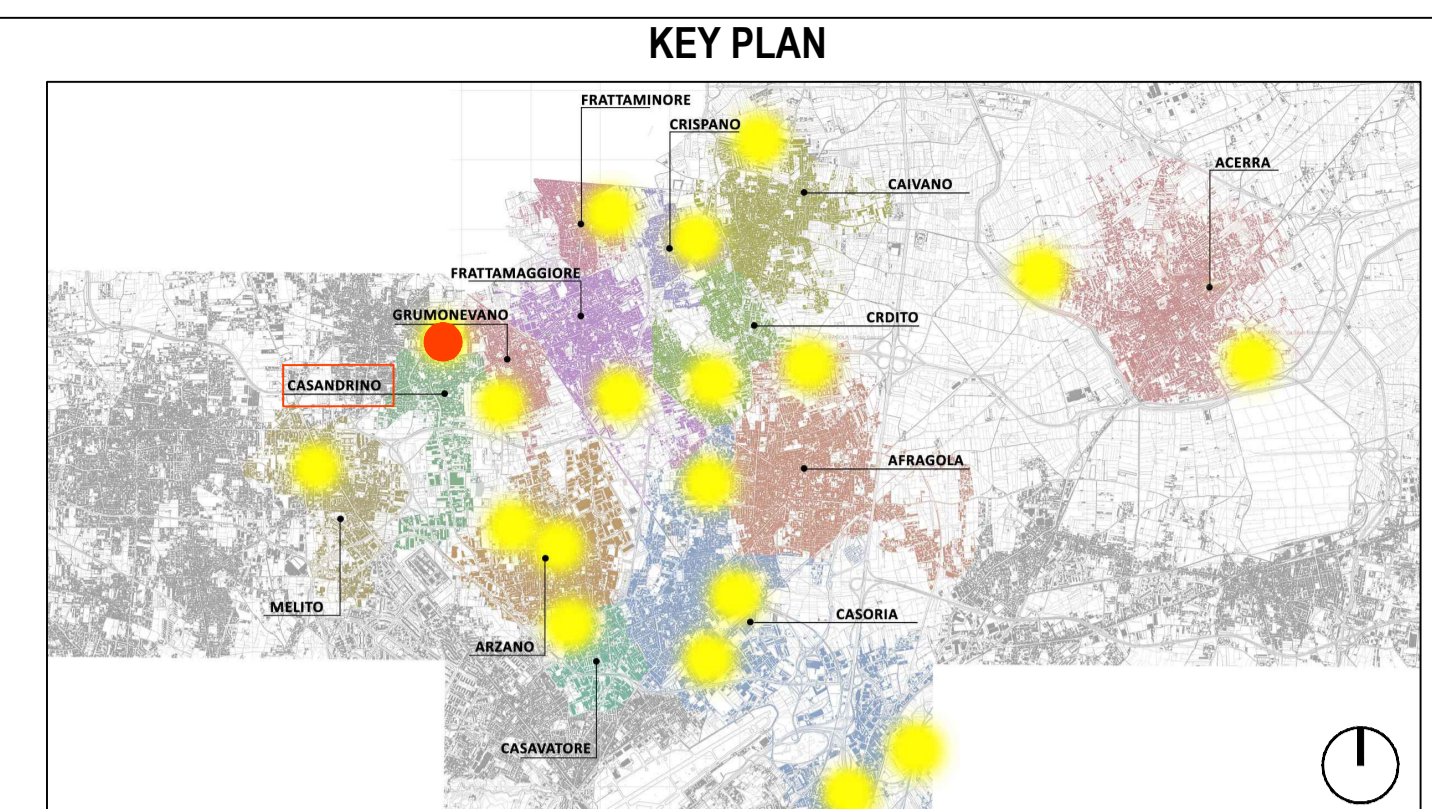 KEY PLAN
FRATTAMINORE
CRISPANO
ACERRA
CAIVANO
FRATTAMAGGIORE
GRUMONEVANO
CRDITO
CASANDRINO
AFRAGOLA
MELITO
CASORIA
ARZANO
CASAVATORE